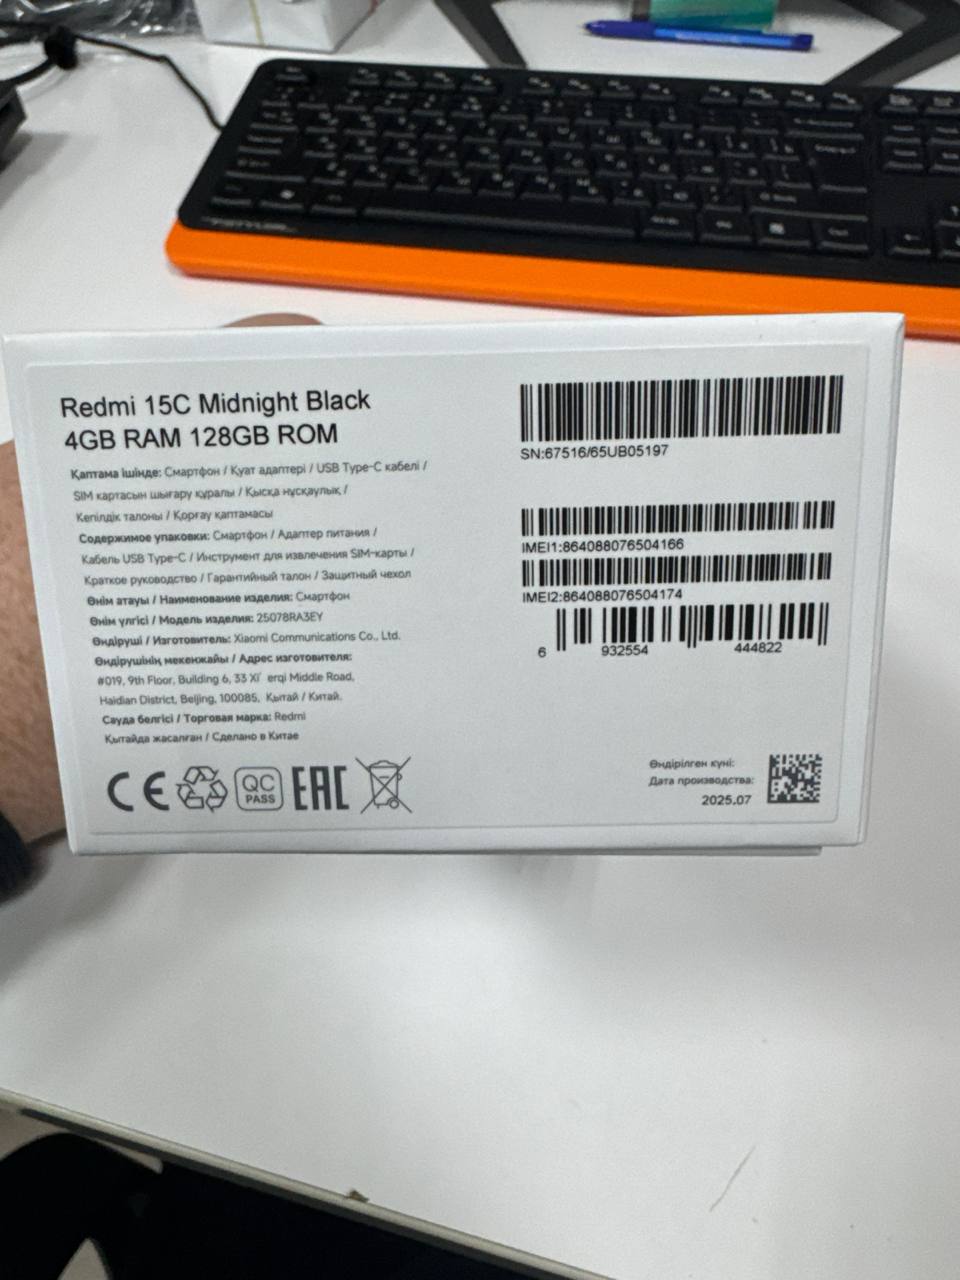 Redmi 15C Midnight Black
4GB RAM 128GB ROM
Қаптама ішінде: Смартфон / Қуат адаптері / USB Type-C кабелі /
SIM картасын шығару құралы / Қысқа нұсқаулық /
Кепілдік талоны / Қорғау қаптамасы
Содержимое упаковки: Смартфон / Адаптер питания /
Кабель USB Type-C / Инструмент для извлечения SIM-карты /
Краткое руководство / Гарантийный талон / Защитный чехол
Өнім атауы / Наименование изделия: Смартфон
Өнім үлгісі / Модель изделия: 25078RA3EY
Өндіруші / Изготовитель: Xiaomi Communications Co., Ltd.
Өндірушінің мекенжайы / Адрес изготовителя:
#019, 9th Floor, Building 6, 33 Xi' erqi Middle Road,
Haidian District, Beijing, 100085, Қытай / Китай.
Сауда белгісі / Торговая марка: Redmi
Қытайда жасалған / Сделано в Китае
CE QC PASS EAC
SN:67516/65UB05197
IMEI1:864088076504166
IMEI2:864088076504174
6 932554 444822
Өндірілген күні:
Дата производства:
2025.07